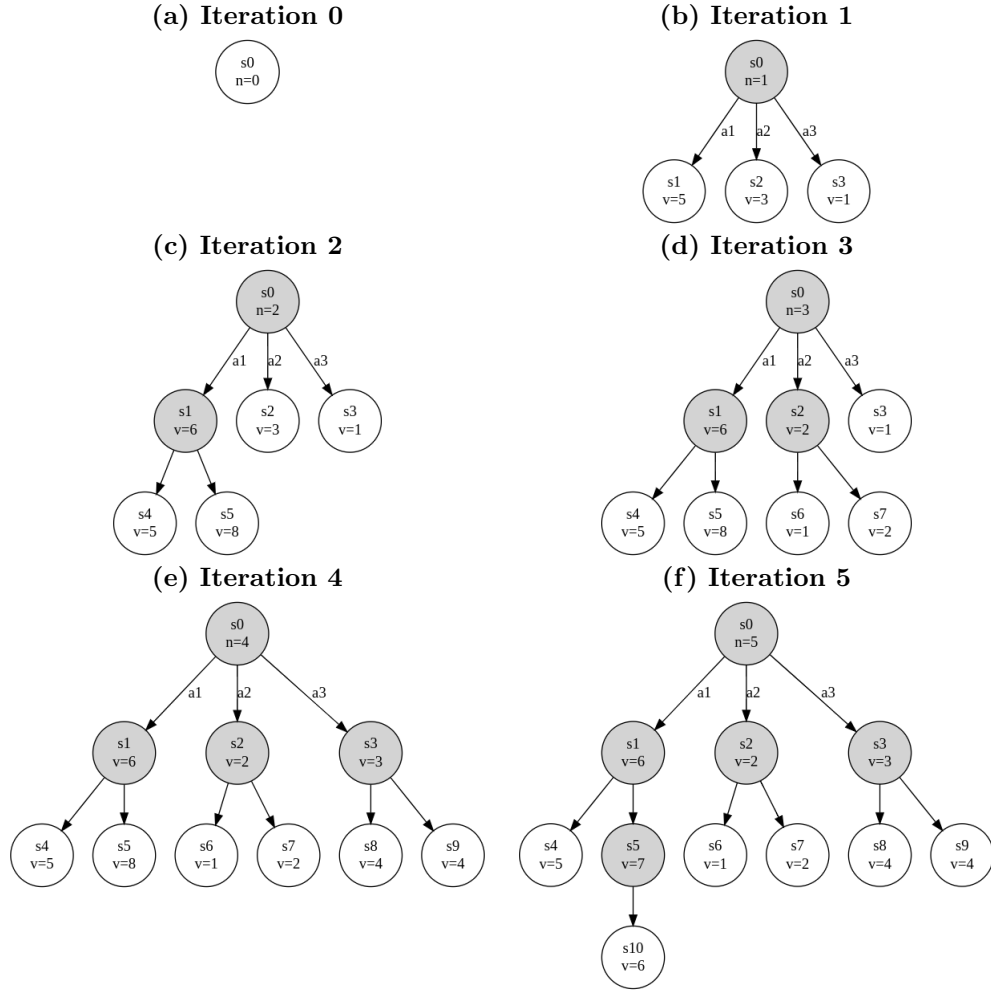 (a) Iteration 0
s0
n=0
(b) Iteration 1
s0
n=1
a1
a2
a3
s1
v=5
s2
v=3
s3
v=1
(c) Iteration 2
s0
n=2
a1
a2
a3
s1
v=6
s2
v=3
s3
v=1
s4
v=5
s5
v=8
(d) Iteration 3
s0
n=3
a1
a2
a3
s1
v=6
s2
v=2
s3
v=1
s4
v=5
s5
v=8
s6
v=1
s7
v=2
(e) Iteration 4
s0
n=4
a1
a2
a3
s1
v=6
s2
v=2
s3
v=3
s4
v=5
s5
v=8
s6
v=1
s7
v=2
s8
v=4
s9
v=4
(f) Iteration 5
s0
n=5
a1
a2
a3
s1
v=6
s2
v=2
s3
v=3
s4
v=5
s5
v=7
s6
v=1
s7
v=2
s8
v=4
s9
v=4
s10
v=6